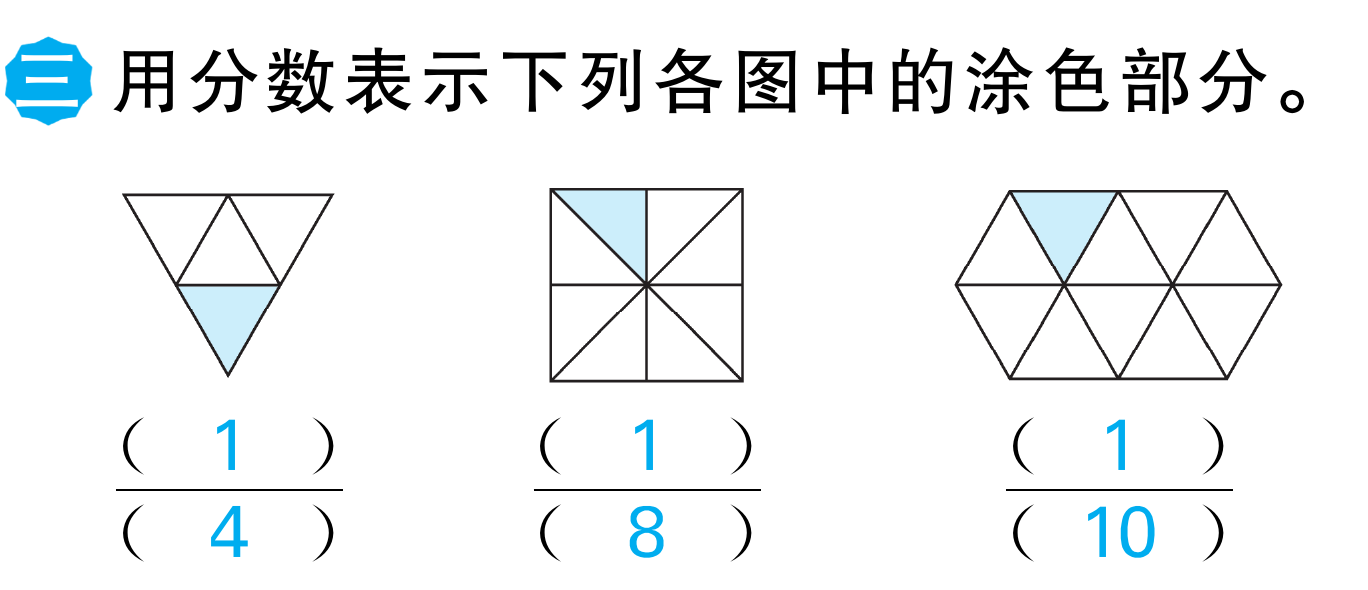 三 用分数表示下列各图中的涂色部分。
( 1 ) ( 1 ) ( 1 )
( 4 ) ( 8 ) ( 10 )